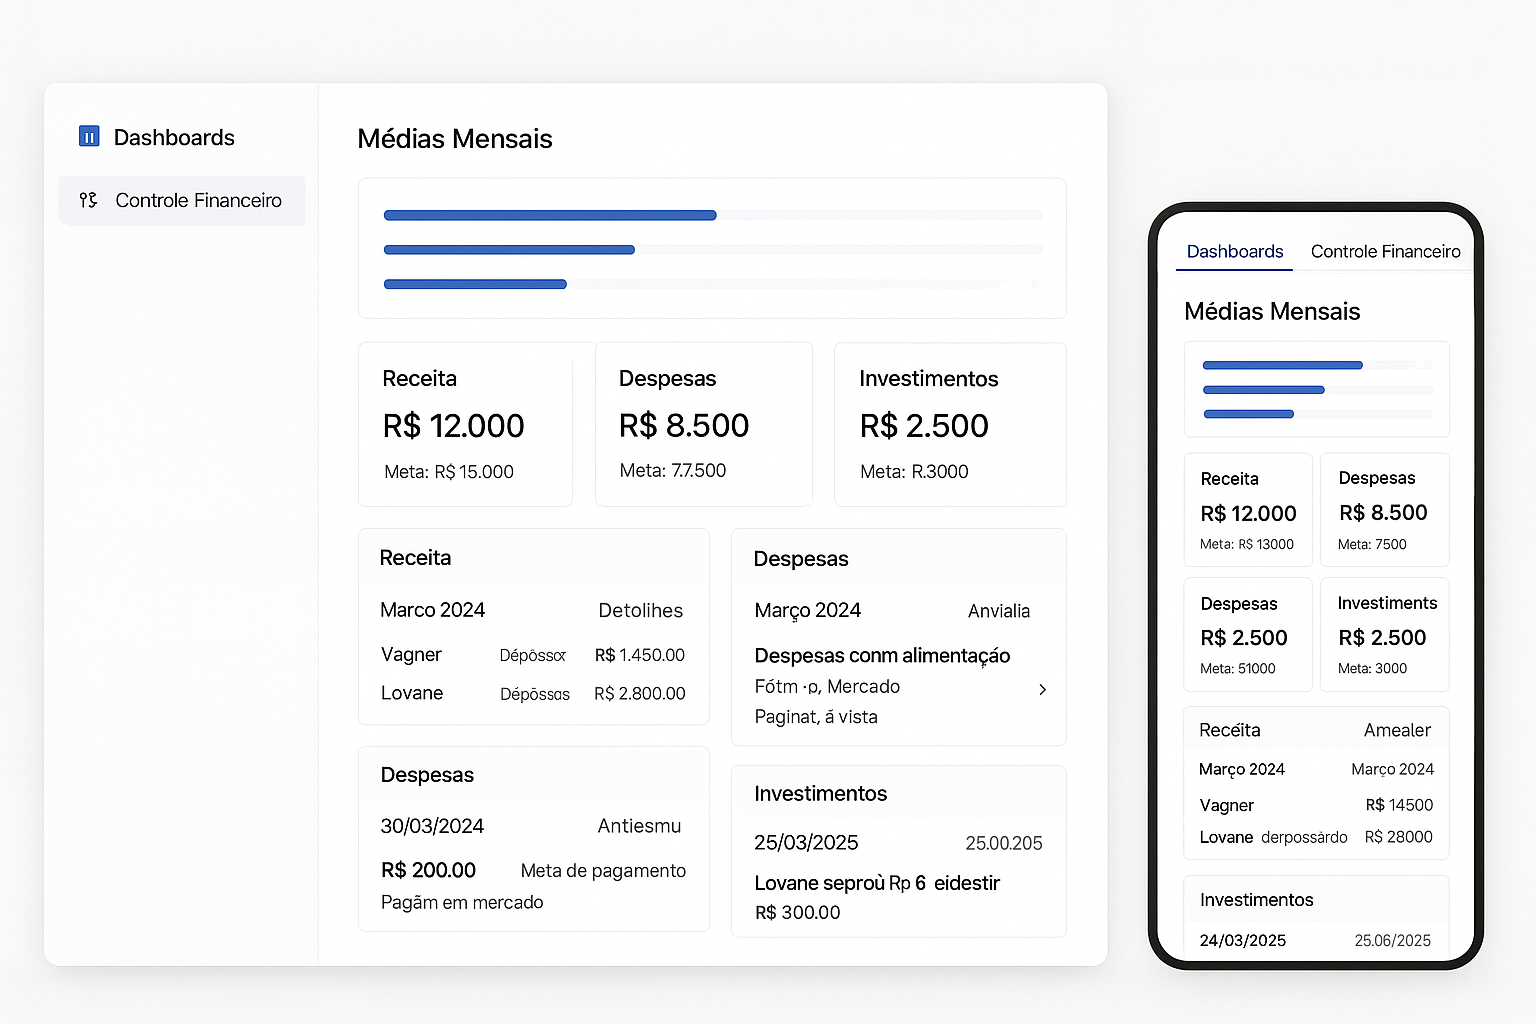 Dashboards
Controle Financeiro
Médias Mensais
Receita
R$ 12.000
Meta: R$ 15.000
Despesas
R$ 8.500
Meta: 7.7.500
Investimentos
R$ 2.500
Meta: R.3000
Receita
Marco 2024 Detolihes
Vagner R$ 1.450.00
Lovane Dépôssas R$ 2.800.00
Despesas
Março 2024 Anvialia
Despesas conm alimentaçáo
Mercado
Paginat, á vista
Despesas
30/03/2024 Antiesmu
R$ 200.00 Meta de pagamento
Pagãm em mercado
Investimentos
25/03/2025 25.00.205
Lovane seproù Rp 6 eidestir
R$ 300.00
Dashboards Controle Financeiro
Médias Mensais
Receita
R$ 12.000
Meta: R$ 13000
Despesas
R$ 8.500
Meta: 7500
Despesas
R$ 2.500
Meta: 51000
Investiments
R$ 2.500
Meta: 3000
Recéita Amealer
Março 2024 Março 2024
Vagner R$ 14500
Lovane derpossárdo R$ 28000
Investimentos
24/03/2025 25.06/2025